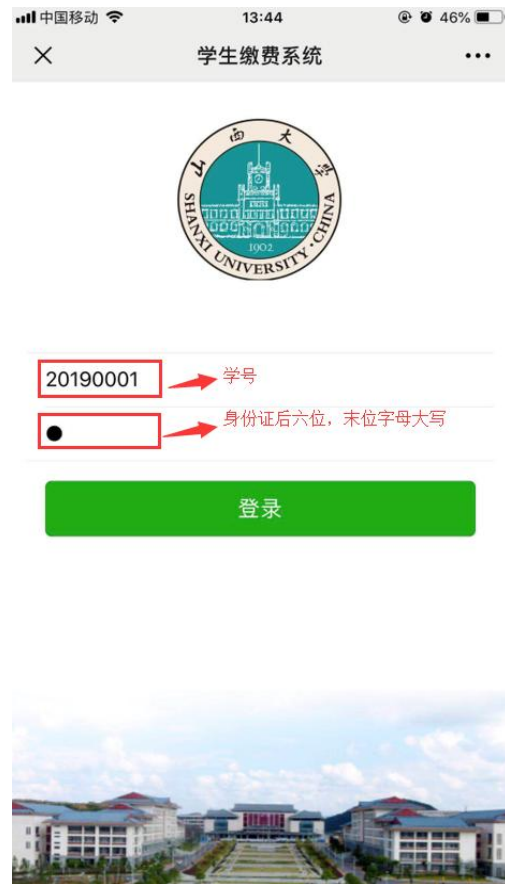 中国移动 13:44 46%
学生缴费系统
山西大学
SHANXI UNIVERSITY·CHINA
1902
20190001 学号
身份证后六位，末位字母大写
登录